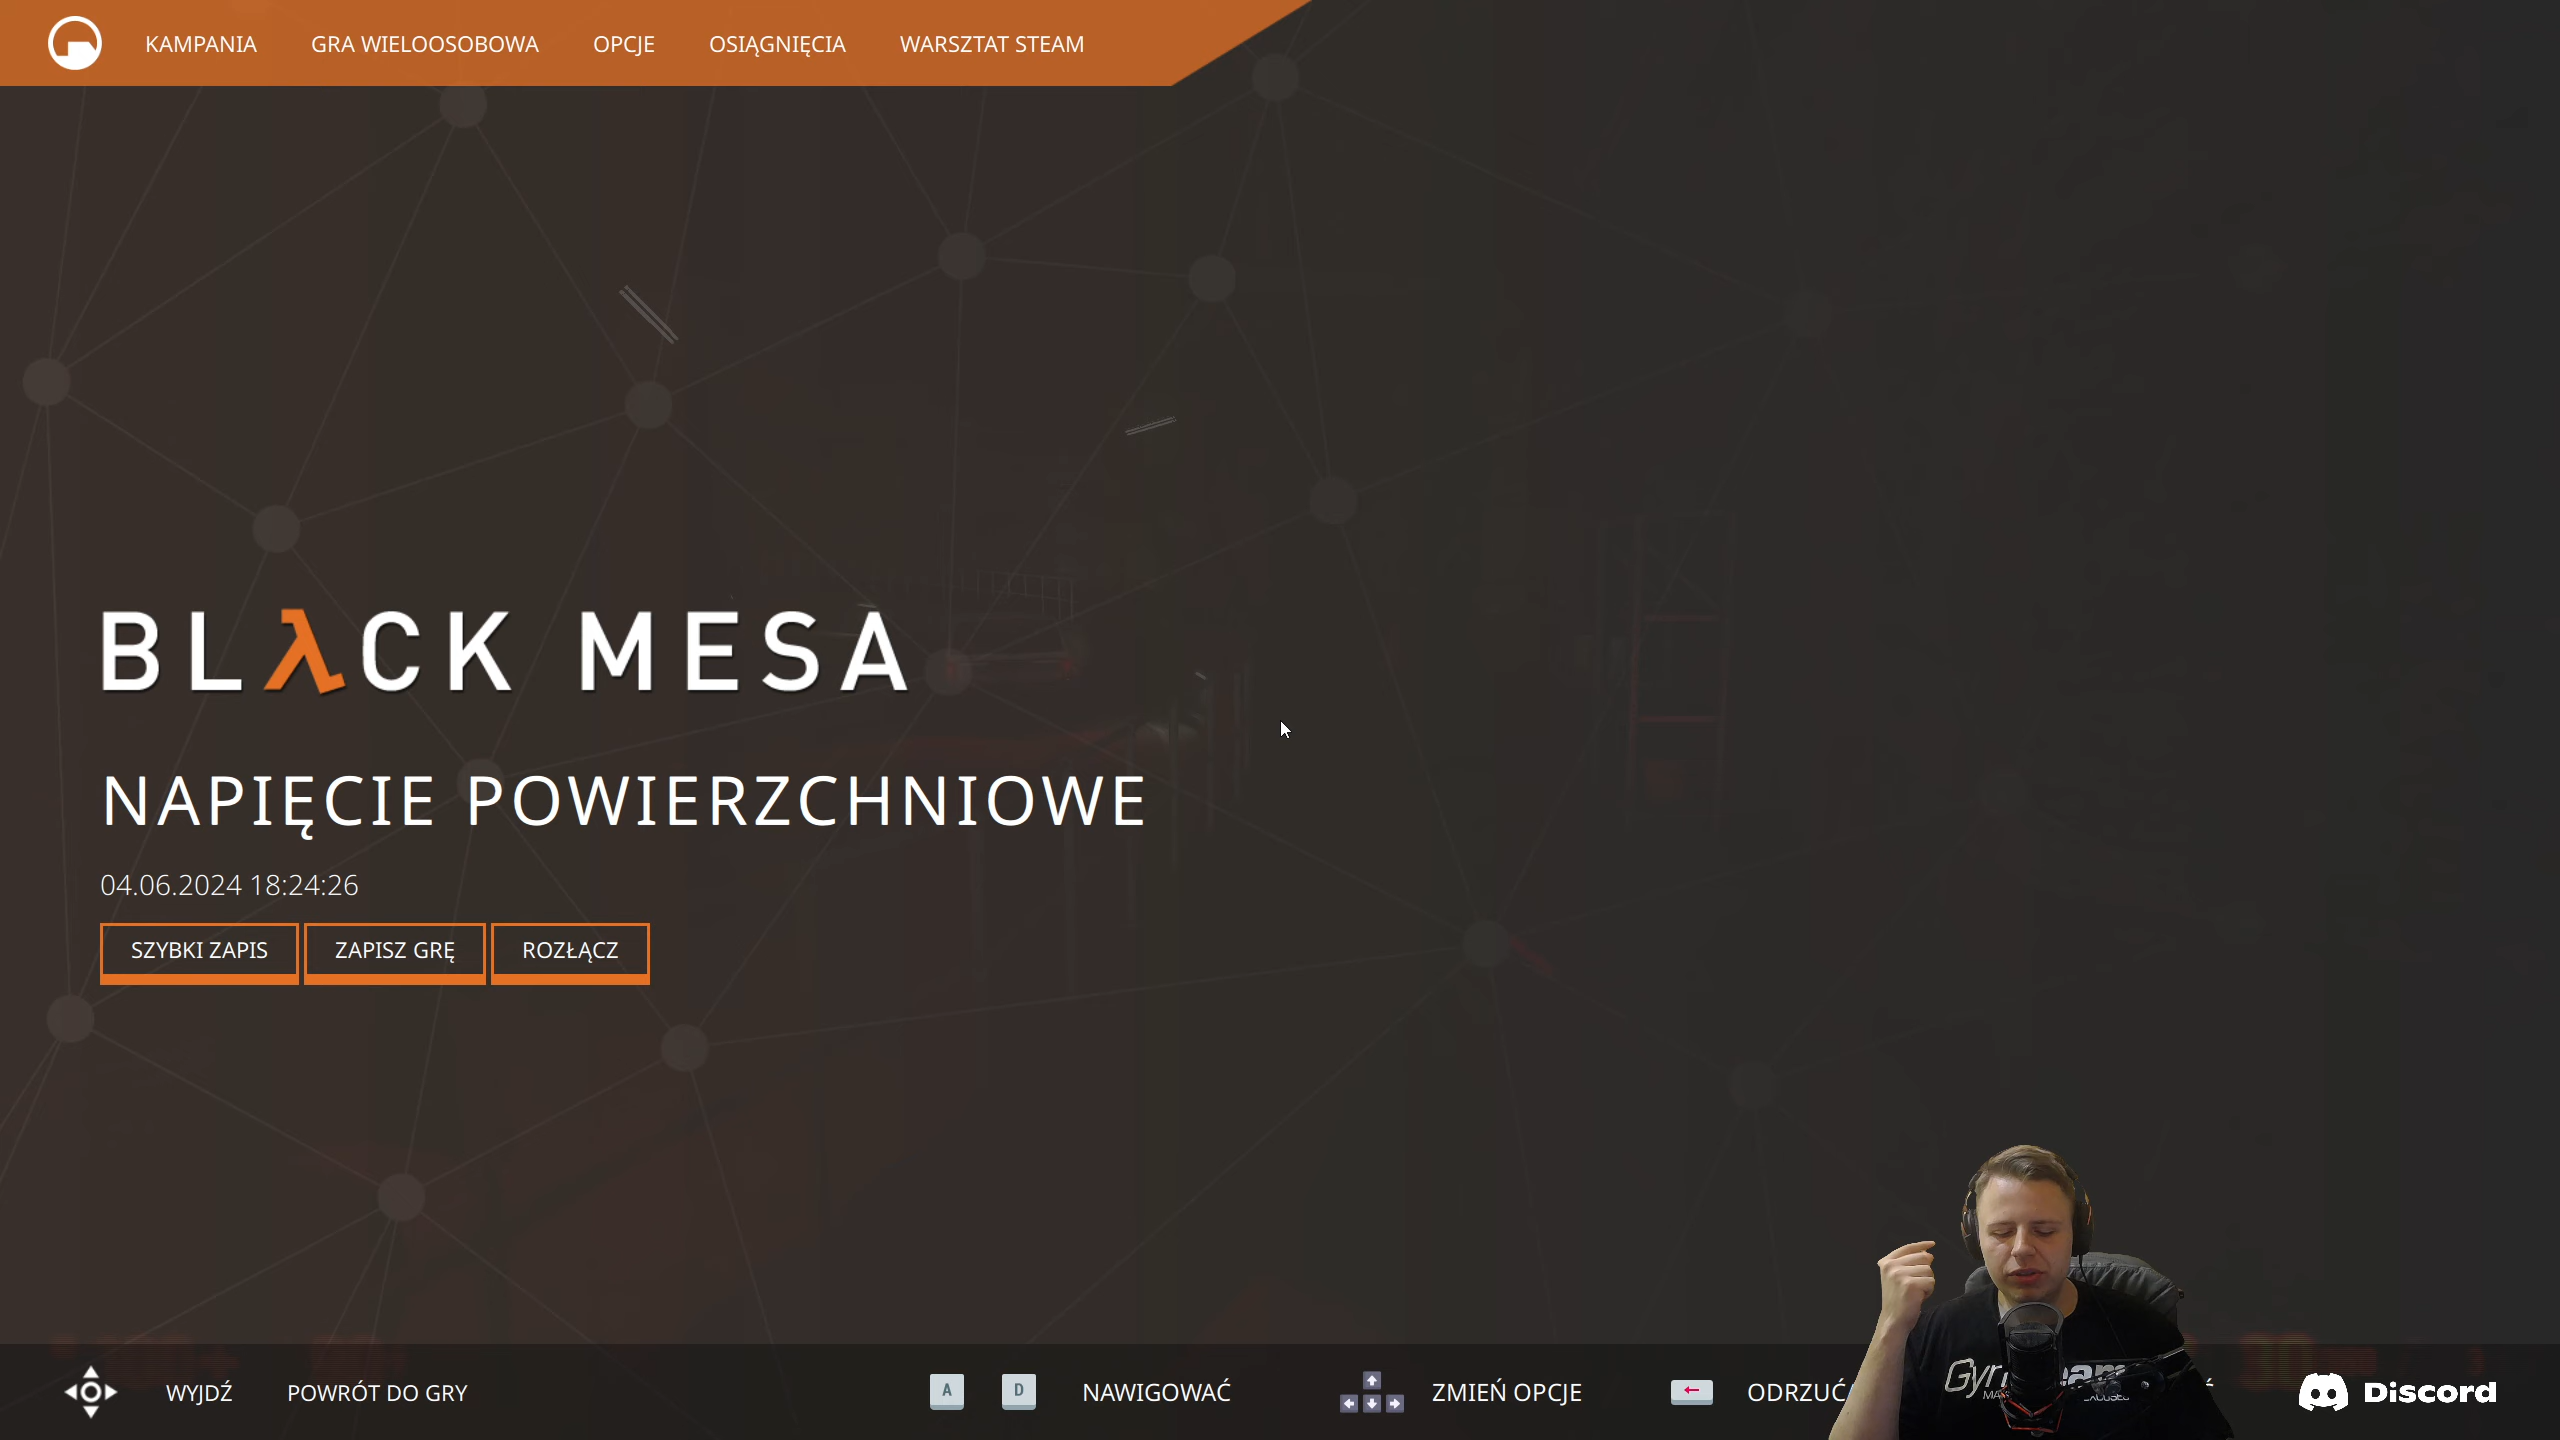 KAMPANIA GRA WIELOOSOBOWA OPCJE OSIĄGNIĘCIA WARSZTAT STEAM
BLλCK MESA
NAPIĘCIE POWIERZCHNIOWE
04.06.2024 18:24:26
SZYBKI ZAPIS ZAPISZ GRĘ ROZŁĄCZ
WYJDŹ POWRÓT DO GRY A D NAWIGOWAĆ ZMIEŃ OPCJE Discord